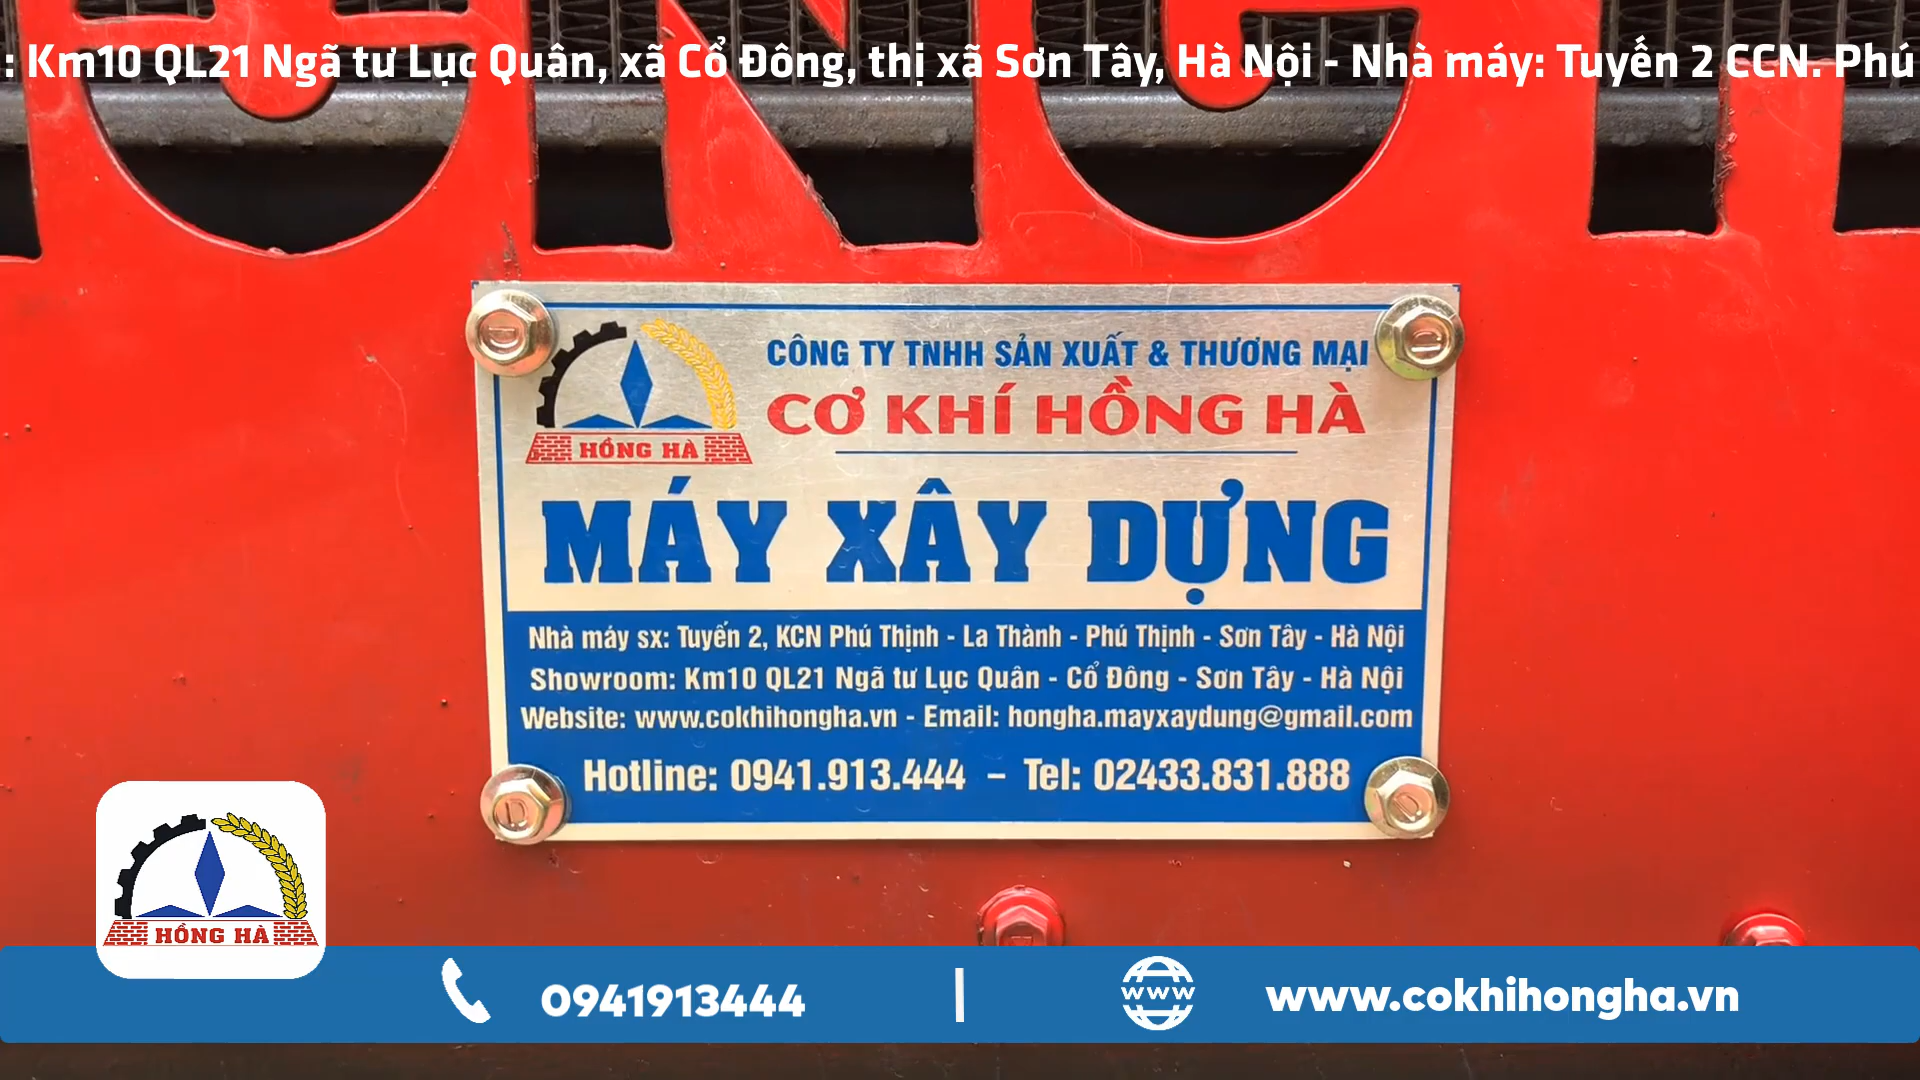 : Km10 QL21 Ngã tư Lục Quân, xã Cổ Đông, thị xã Sơn Tây, Hà Nội - Nhà máy: Tuyến 2 CCN. Phú
CÔNG TY TNHH SẢN XUẤT & THƯƠNG MẠI
CƠ KHÍ HỒNG HÀ
HỒNG HÀ
MÁY XÂY DỰNG
Nhà máy sx: Tuyến 2, KCN Phú Thịnh - La Thành - Phú Thịnh - Sơn Tây - Hà Nội
Showroom: Km10 QL21 Ngã tư Lục Quân - Cổ Đông - Sơn Tây - Hà Nội
Website: www.cokhihongha.vn - Email: hongha.mayxaydung@gmail.com
Hotline: 0941.913.444 - Tel: 02433.831.888
HỒNG HÀ
0941913444
www
www.cokhihongha.vn